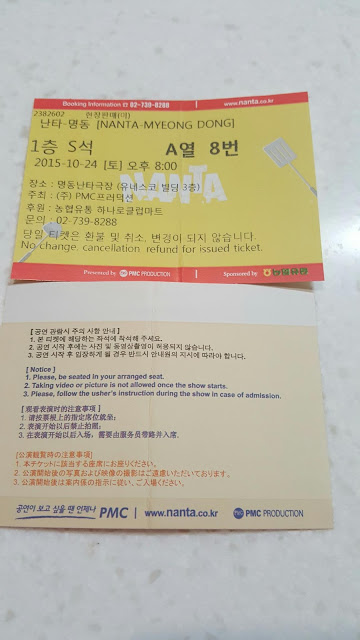 Booking Information 02-739-8288 | www.nanta.co.kr
2382602 현장판매(미)
난타-명동 [NANTA-MYEONG DONG]
1층 S석 A열 8번
2015-10-24 [토] 오후 8:00
NANTA
장소 : 명동난타극장 (유네스코 빌딩 3층)
주최 : (주) PMC프러덕션
후원 : 농협유통 하나로클럽마트
문의 : 02-739-8288
당일 티켓은 환불 및 취소, 변경이 되지 않습니다.
No change. cancellation refund for issued ticket.
Presented by PMC PRODUCTION Sponsored by
[ 공연 관람시 주의 사항 안내 ]
1. 본 티켓에 해당하는 좌석에 착석해 주세요.
2. 공연 시작 후에는 사진 및 동영상촬영이 허용되지 않습니다.
3. 공연 시작 후 입장하게 될 경우 반드시 안내원의 지시에 따라야 합니다.
[ Notice ]
1. Please, be seated in your arranged seat.
2. Taking video or picture is not allowed once the show starts.
3. Please, follow the usher's instruction during the show in case of admission.
[ 观看表演时的注意事项 ]
1. 请按票根上的指定席位就坐;
2. 表演开始以后禁止拍照;
3. 在表演开始以后入场, 需要由服务员带路并入席.
[公演観覧時の注意事項]
1. 本チケットに該当する座席にお座りください。
2. 公演開始後の写真および映像の撮影はご遠慮いただいております。
3. 公演開始後は案内係の指示に従い、ご入場ください。
공연이 보고 싶을 땐 언제나 PMC | www.nanta.co.kr PMC PRODUCTION